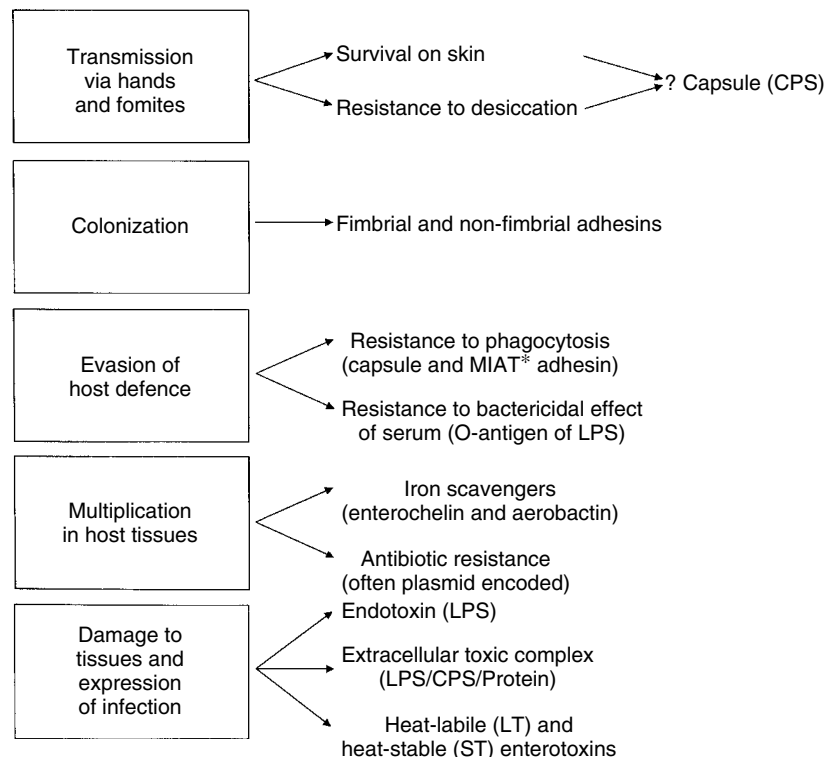 Transmission
via hands
and fomites
Survival on skin
Resistance to desiccation
? Capsule (CPS)
Colonization
Fimbrial and non-fimbrial adhesins
Evasion of
host defence
Resistance to phagocytosis
(capsule and MIAT* adhesin)
Resistance to bactericidal effect
of serum (O-antigen of LPS)
Multiplication
in host tissues
Iron scavengers
(enterochelin and aerobactin)
Antibiotic resistance
(often plasmid encoded)
Damage to
tissues and
expression
of infection
Endotoxin (LPS)
Extracellular toxic complex
(LPS/CPS/Protein)
Heat-labile (LT) and
heat-stable (ST) enterotoxins